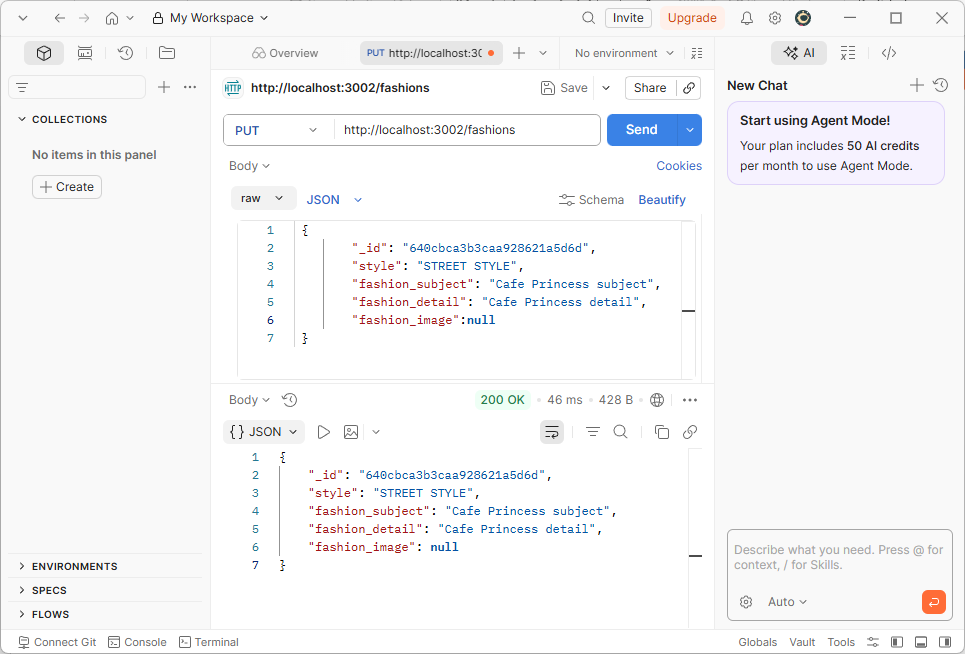 My Workspace
Invite
Upgrade
Overview
PUT http://localhost:30
No environment
AI
HTTP http://localhost:3002/fashions
Save
Share
New Chat
COLLECTIONS
No items in this panel
Create
PUT
http://localhost:3002/fashions
Send
Start using Agent Mode!
Your plan includes 50 AI credits
per month to use Agent Mode.
Body
Cookies
raw
JSON
Schema
Beautify
1 {
2 "_id": "640cbca3b3caa928621a5d6d",
3 "style": "STREET STYLE",
4 "fashion_subject": "Cafe Princess subject",
5 "fashion_detail": "Cafe Princess detail",
6 "fashion_image":null
7 }
Body
200 OK
46 ms
428 B
{} JSON
1 {
2 "_id": "640cbca3b3caa928621a5d6d",
3 "style": "STREET STYLE",
4 "fashion_subject": "Cafe Princess subject",
5 "fashion_detail": "Cafe Princess detail",
6 "fashion_image": null
7 }
ENVIRONMENTS
SPECS
FLOWS
Describe what you need. Press @ for
context, / for Skills.
Auto
Connect Git
Console
Terminal
Globals
Vault
Tools